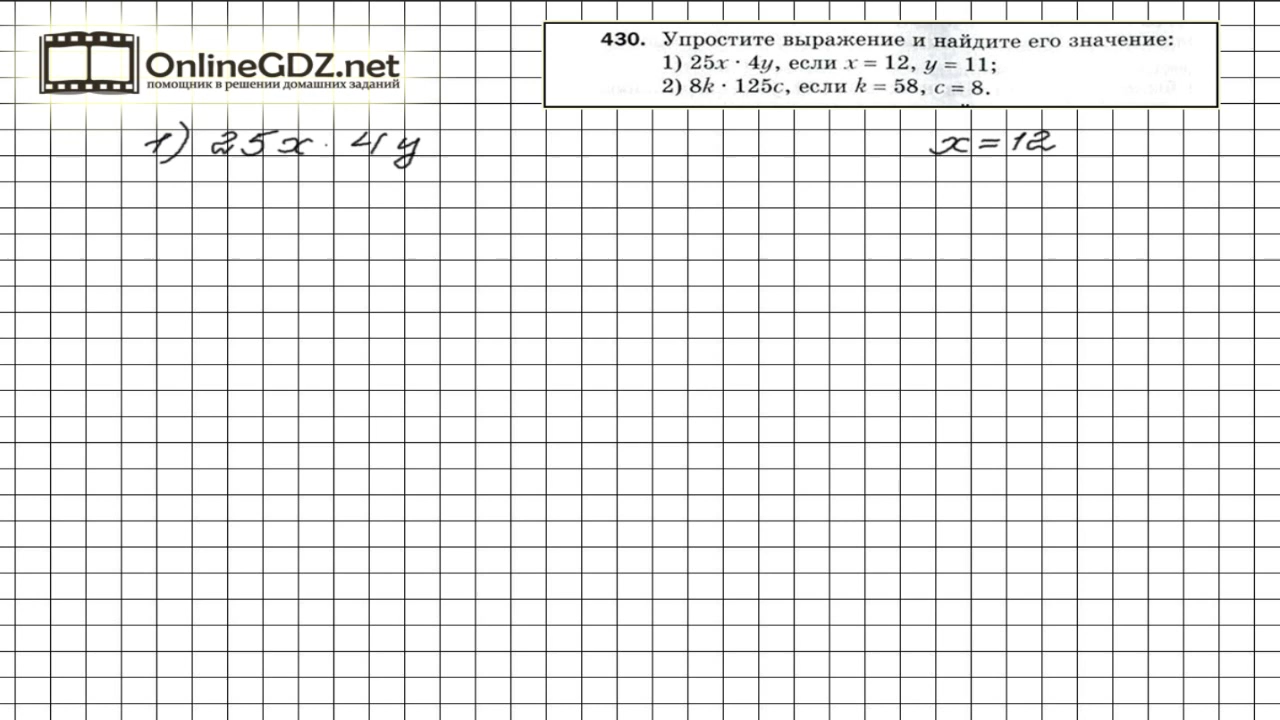 OnlineGDZ.net
помощник в решении домашних заданий
430. Упростите выражение и найдите его значение:
1) 25x · 4y, если x = 12, y = 11;
2) 8k · 125c, если k = 58, c = 8.
1) 25x · 4y
x = 12